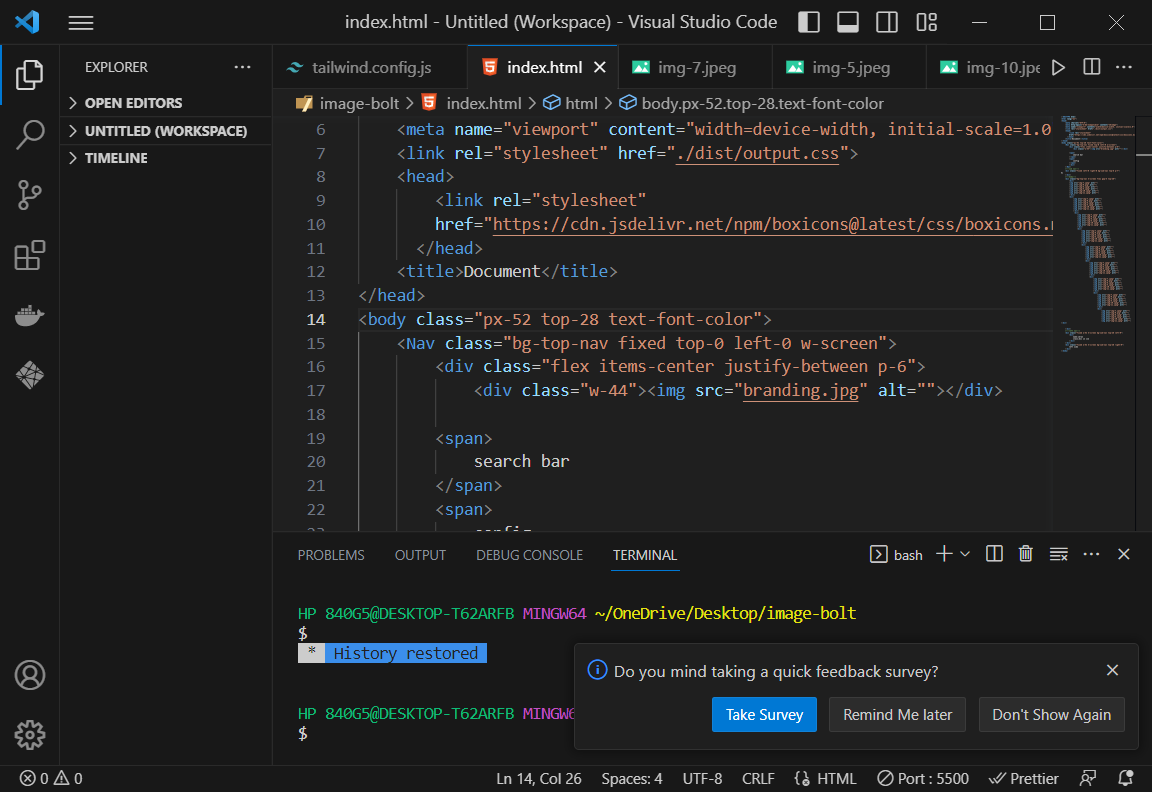 index.html - Untitled (Workspace) - Visual Studio Code
EXPLORER
OPEN EDITORS
UNTITLED (WORKSPACE)
TIMELINE
tailwind.config.js index.html img-7.jpeg img-5.jpeg img-10.jpe
image-bolt > index.html > html > body.px-52.top-28.text-font-color
6 <meta name="viewport" content="width=device-width, initial-scale=1.0
7 <link rel="stylesheet" href="./dist/output.css">
8 <head>
9 <link rel="stylesheet"
10 href="https://cdn.jsdelivr.net/npm/boxicons@latest/css/boxicons.
11 </head>
12 <title>Document</title>
13 </head>
14 <body class="px-52 top-28 text-font-color">
15 <Nav class="bg-top-nav fixed top-0 left-0 w-screen">
16 <div class="flex items-center justify-between p-6">
17 <div class="w-44"><img src="branding.jpg" alt=""></div>
18
19 <span>
20 search bar
21 </span>
22 <span>
PROBLEMS OUTPUT DEBUG CONSOLE TERMINAL bash
HP 840G5@DESKTOP-T62ARFB MINGW64 ~/OneDrive/Desktop/image-bolt
$
* History restored
HP 840G5@DESKTOP-T62ARFB MINGW6
$
Do you mind taking a quick feedback survey?
Take Survey Remind Me later Don't Show Again
0 0 Ln 14, Col 26 Spaces: 4 UTF-8 CRLF HTML Port : 5500 Prettier